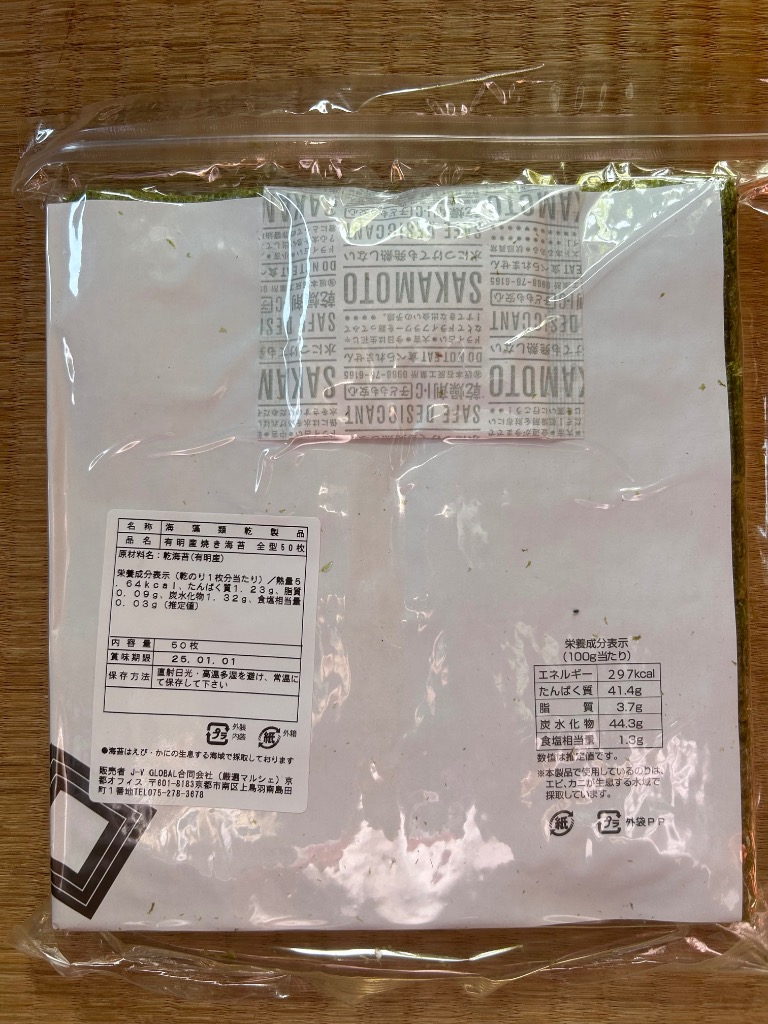 SAKAMOTO
水につけても発熱しない
SAFE DESICCANT
乾燥剤I.C
子どもも安心
DO NOT EAT 食べられません
名称 海藻類乾製品
品名 有明産焼き海苔 全型50枚
原材料名:乾海苔(有明産)
栄養成分表示(乾のり1枚分当たり)/熱量5
.64kcal、たんぱく質1.23g、脂質
0.09g、炭水化物1.32g、食塩相当量
0.03g(推定値)
内容量 50枚
賞味期限 25.01.01
保存方法 直射日光・高温多湿を避け、常温に
て保存して下さい
プラ 外装 内袋 紙 外箱
●海苔はえび・かにの生息する海域で採取しております
販売者 J-V GLOBAL合同会社(厳選マルシェ)京
都オフィス 〒601-8183京都市南区上鳥羽南島田
町1番地TEL075-278-3678
栄養成分表示
(100g当たり)
エネルギー 297kcal
たんぱく質 41.4g
脂質 3.7g
炭水化物 44.3g
食塩相当量 1.3g
数値は推定値です。
※本製品で使用しているのりは、
エビ、カニが生息する水域で
採取しています。
紙 プラ 外袋PP